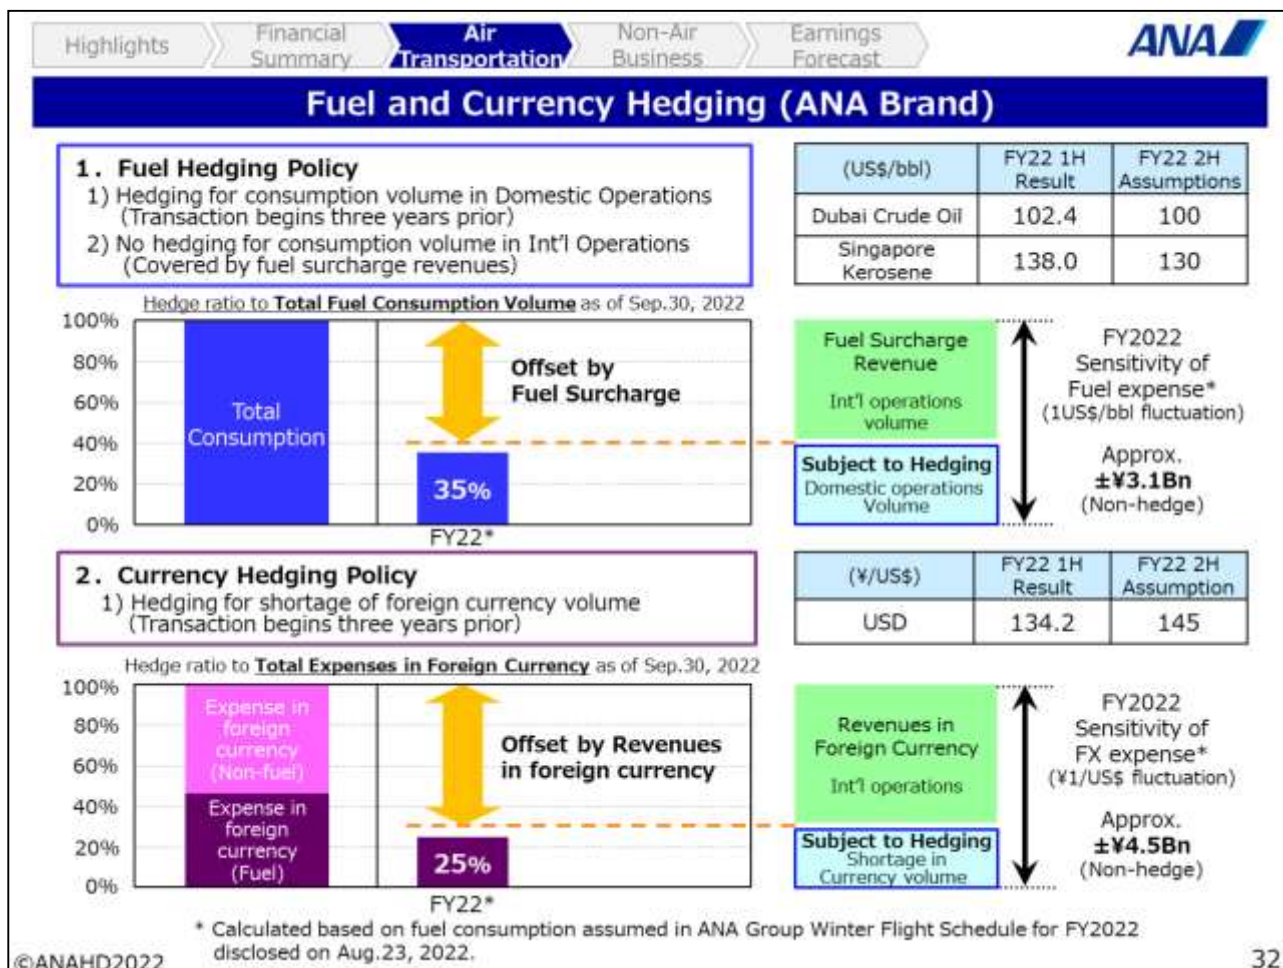 Highlights
Financial
Summary
Air
Transportation
Non-Air
Business
Earnings
Forecast
ANA
Fuel and Currency Hedging (ANA Brand)
1. Fuel Hedging Policy
1) Hedging for consumption volume in Domestic Operations
(Transaction begins three years prior)
2) No hedging for consumption volume in Int'l Operations
(Covered by fuel surcharge revenues)
(US$/bbl) FY22 1H Result FY22 2H Assumptions
Dubai Crude Oil 102.4 100
Singapore Kerosene 138.0 130
Hedge ratio to Total Fuel Consumption Volume as of Sep.30, 2022
100%
80%
60%
40%
20%
0%
Total
Consumption
Offset by
Fuel Surcharge
35%
FY22*
Fuel Surcharge
Revenue
Int'l operations
volume
Subject to Hedging
Domestic operations
Volume
FY2022
Sensitivity of
Fuel expense*
(1US$/bbl fluctuation)
Approx.
±¥3.1Bn
(Non-hedge)
2. Currency Hedging Policy
1) Hedging for shortage of foreign currency volume
(Transaction begins three years prior)
(¥/US$) FY22 1H Result FY22 2H Assumption
USD 134.2 145
Hedge ratio to Total Expenses in Foreign Currency as of Sep.30, 2022
100%
80%
60%
40%
20%
0%
Expense in
foreign
currency
(Non-fuel)
Expense in
foreign
currency
(Fuel)
Offset by Revenues
in foreign currency
25%
FY22*
Revenues in
Foreign Currency
Int'l operations
Subject to Hedging
Shortage in
Currency volume
FY2022
Sensitivity of
FX expense*
(¥1/US$ fluctuation)
Approx.
±¥4.5Bn
(Non-hedge)
* Calculated based on fuel consumption assumed in ANA Group Winter Flight Schedule for FY2022
disclosed on Aug.23, 2022.
©ANAHD2022
32